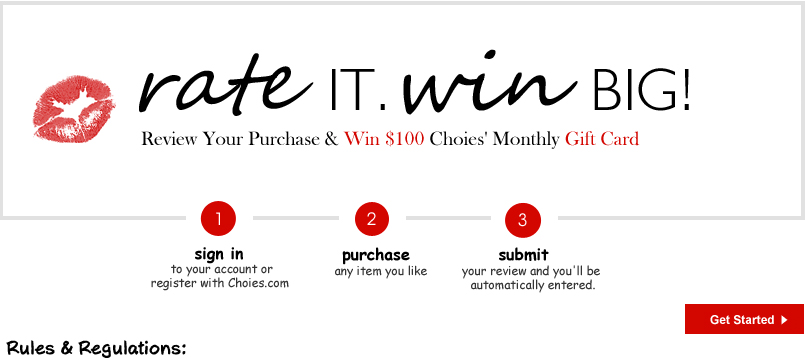 rate IT. win BIG!
Review Your Purchase & Win $100 Choies' Monthly Gift Card
1
sign in
to your account or
register with Choies.com
2
purchase
any item you like
3
submit
your review and you'll be
automatically entered.
Get Started
Rules & Regulations: